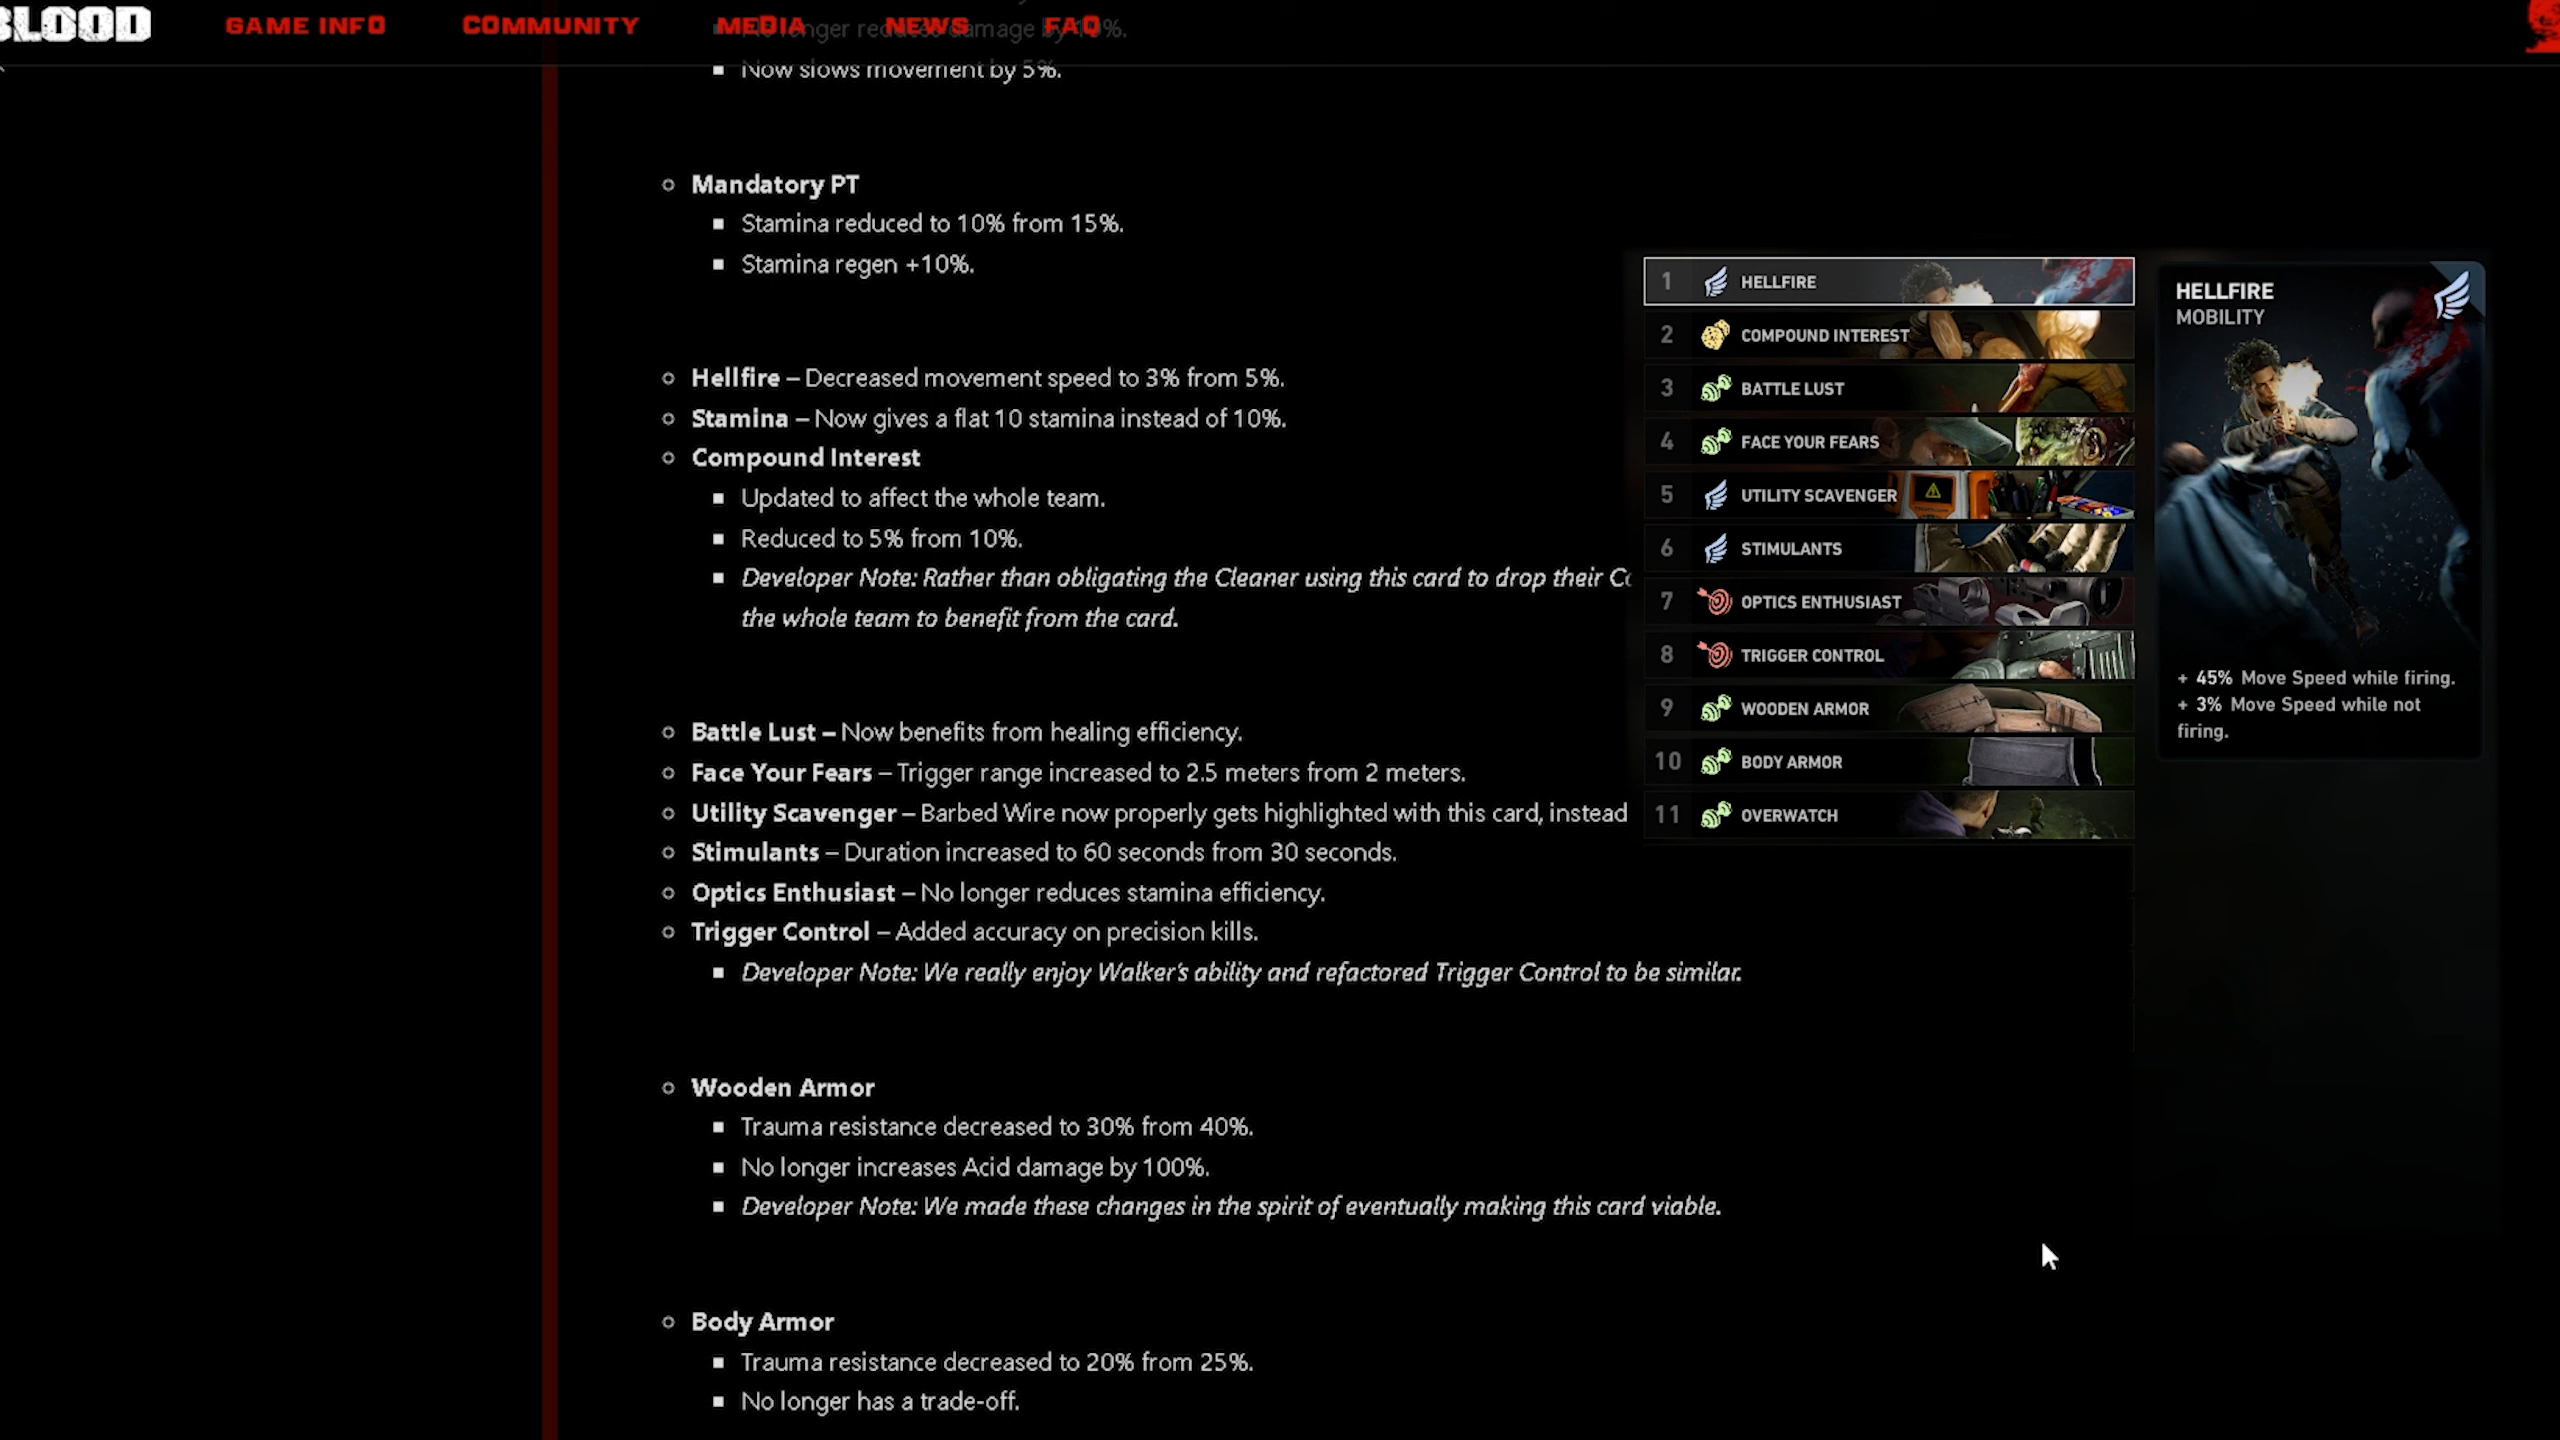 BLOOD
GAME INFO
COMMUNITY
MEDIA
NEWS
FAQ
No longer reduces damage by 10%.
Now slows movement by 5%.
Mandatory PT
Stamina reduced to 10% from 15%.
Stamina regen +10%.
Hellfire – Decreased movement speed to 3% from 5%.
Stamina – Now gives a flat 10 stamina instead of 10%.
Compound Interest
Updated to affect the whole team.
Reduced to 5% from 10%.
Developer Note: Rather than obligating the Cleaner using this card to drop their
the whole team to benefit from the card.
Battle Lust – Now benefits from healing efficiency.
Face Your Fears – Trigger range increased to 2.5 meters from 2 meters.
Utility Scavenger – Barbed Wire now properly gets highlighted with this card, instead
Stimulants – Duration increased to 60 seconds from 30 seconds.
Optics Enthusiast – No longer reduces stamina efficiency.
Trigger Control – Added accuracy on precision kills.
Developer Note: We really enjoy Walker's ability and refactored Trigger Control to be similar.
Wooden Armor
Trauma resistance decreased to 30% from 40%.
No longer increases Acid damage by 100%.
Developer Note: We made these changes in the spirit of eventually making this card viable.
Body Armor
Trauma resistance decreased to 20% from 25%.
No longer has a trade-off.
1 HELLFIRE
2 COMPOUND INTEREST
3 BATTLE LUST
4 FACE YOUR FEARS
5 UTILITY SCAVENGER
6 STIMULANTS
7 OPTICS ENTHUSIAST
8 TRIGGER CONTROL
9 WOODEN ARMOR
10 BODY ARMOR
11 OVERWATCH
HELLFIRE
MOBILITY
+ 45% Move Speed while firing.
+ 3% Move Speed while not
firing.